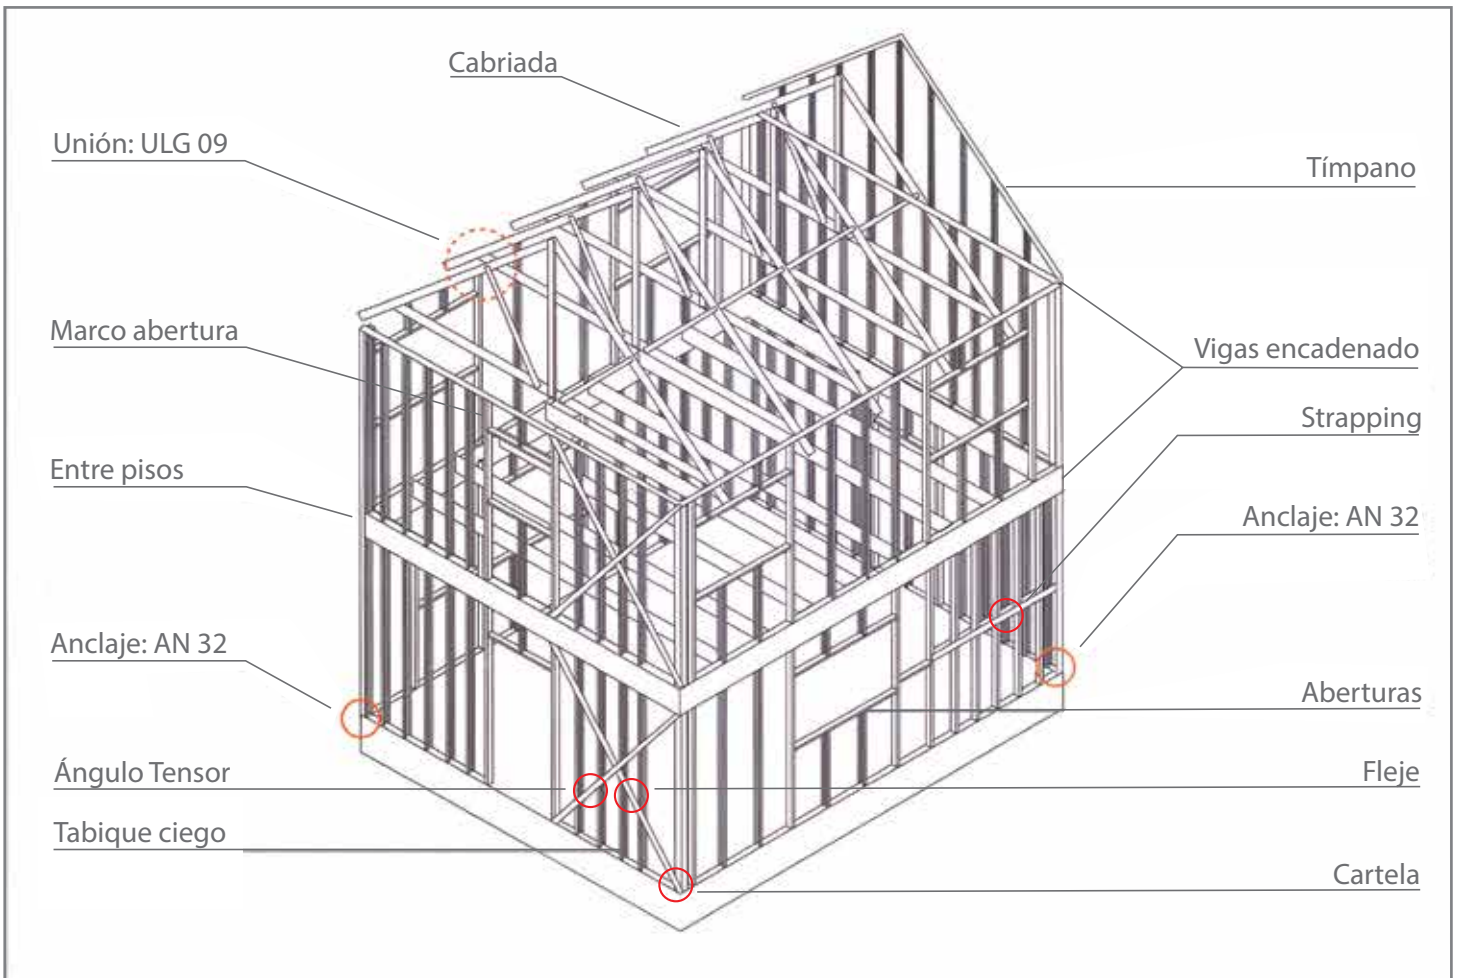 Cabriada
Unión: ULG 09
Tímpano
Marco abertura
Vigas encadenado
Strapping
Entre pisos
Anclaje: AN 32
Anclaje: AN 32
Aberturas
Ángulo Tensor
Fleje
Tabique ciego
Cartela